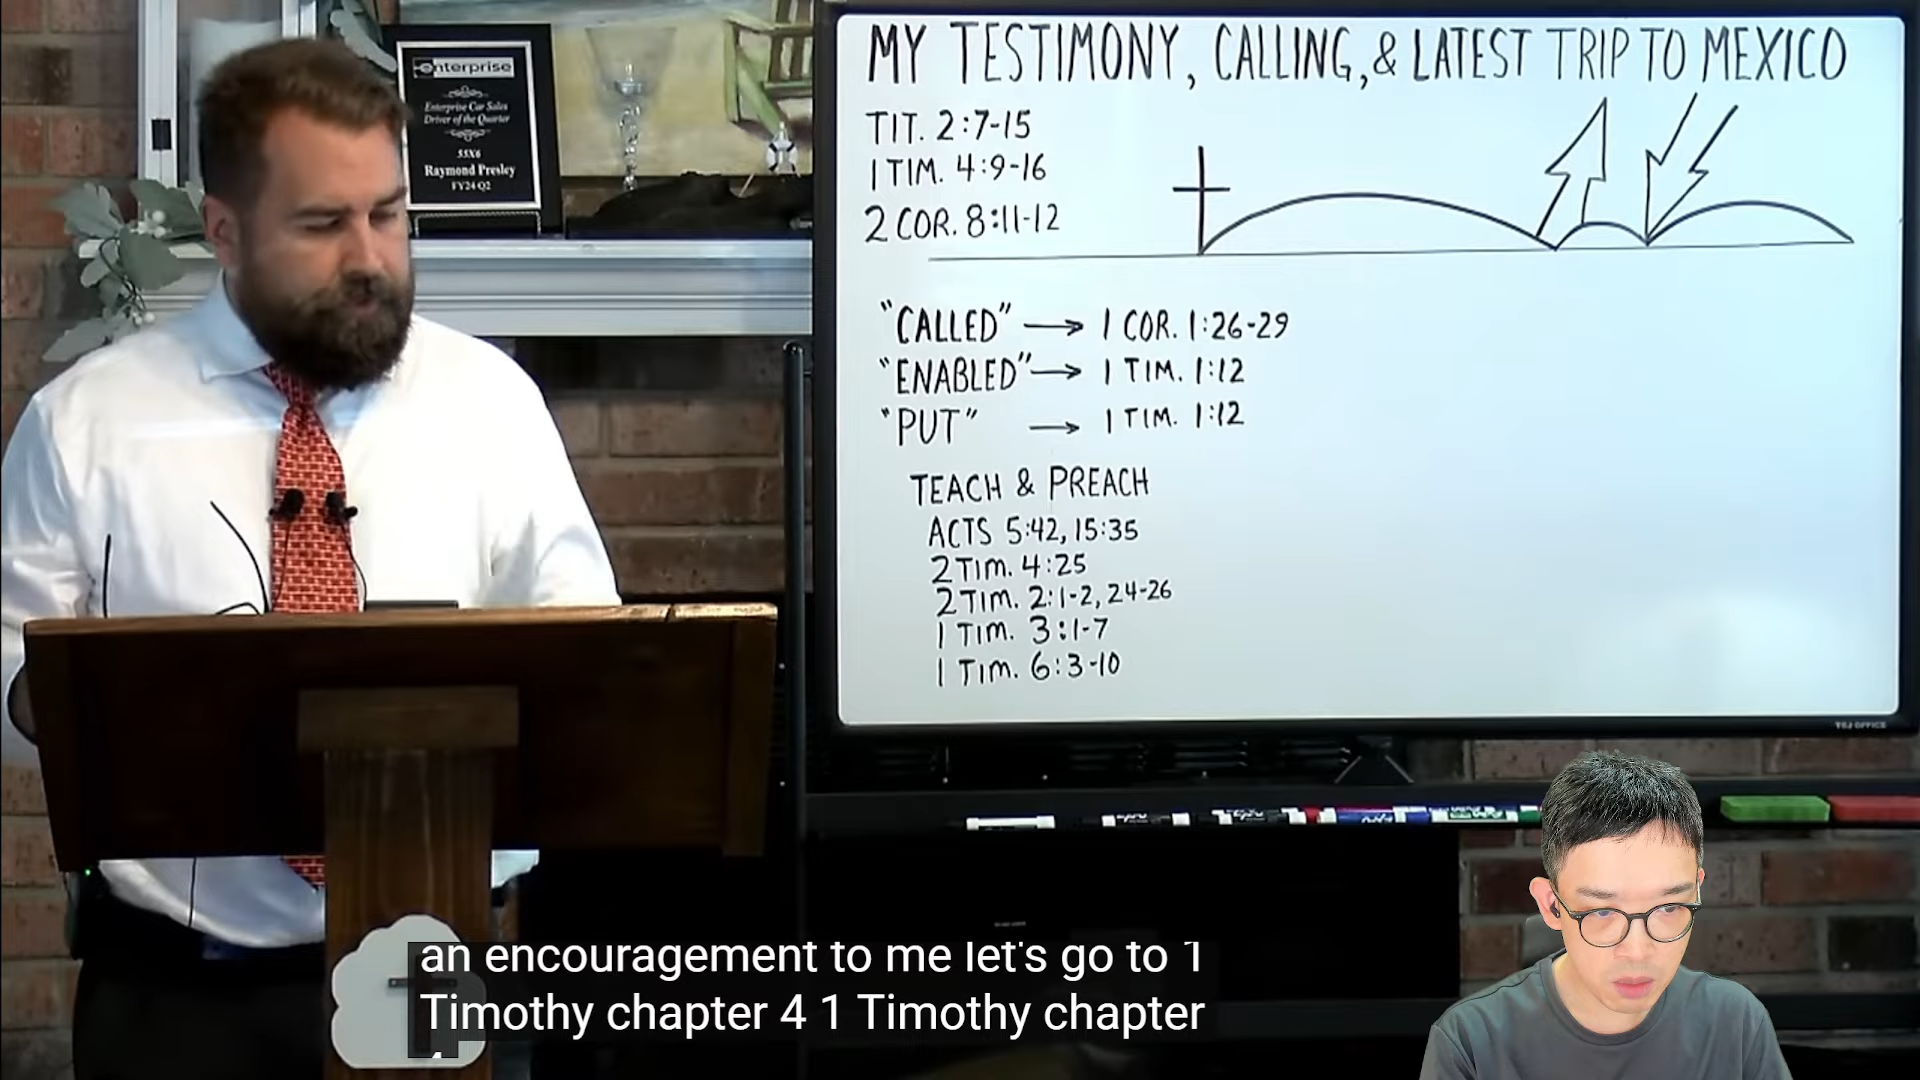 MY TESTIMONY, CALLING, & LATEST TRIP TO MEXICO
TIT. 2:7-15
1 TIM. 4:9-16
2 COR. 8:11-12
"CALLED" → 1 COR. 1:26-29
"ENABLED" → 1 TIM. 1:12
"PUT" → 1 TIM. 1:12
TEACH & PREACH
ACTS 5:42, 15:35
2 TIM. 4:25
2 TIM. 2:1-2, 24-26
1 TIM. 3:1-7
1 TIM. 6:3-10
enterprise
Enterprise Car Sales
Driver of the Quarter
55X6
Raymond Presley
FY24 Q2
an encouragement to me let's go to 1
Timothy chapter 4 1 Timothy chapter